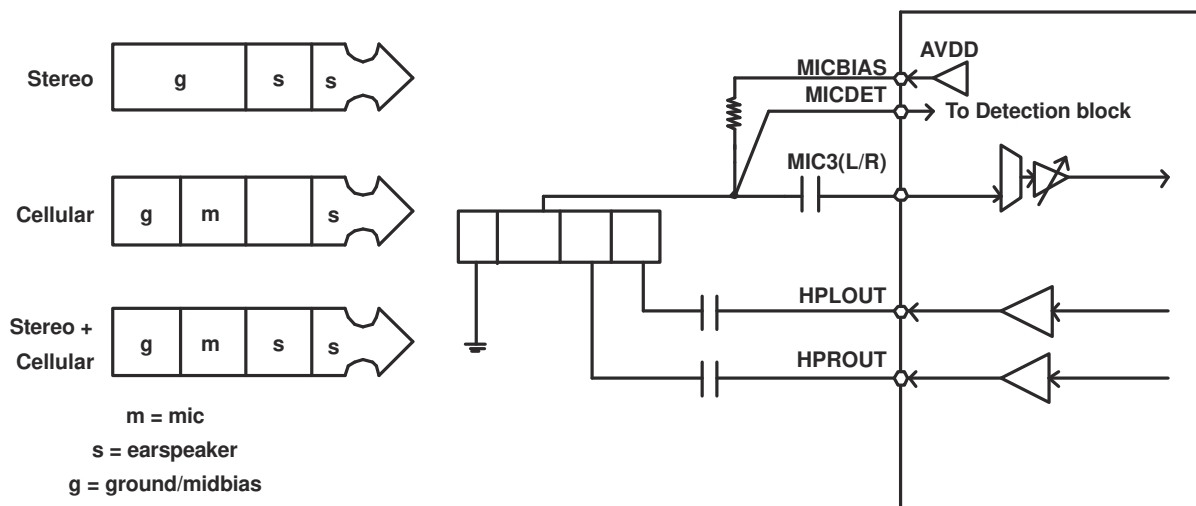 Stereo
g
s
s
Cellular
g
m
s
Stereo +
Cellular
g
m
s
s
m = mic
s = earspeaker
g = ground/midbias
AVDD
MICBIAS
MICDET
To Detection block
MIC3(L/R)
HPLOUT
HPROUT